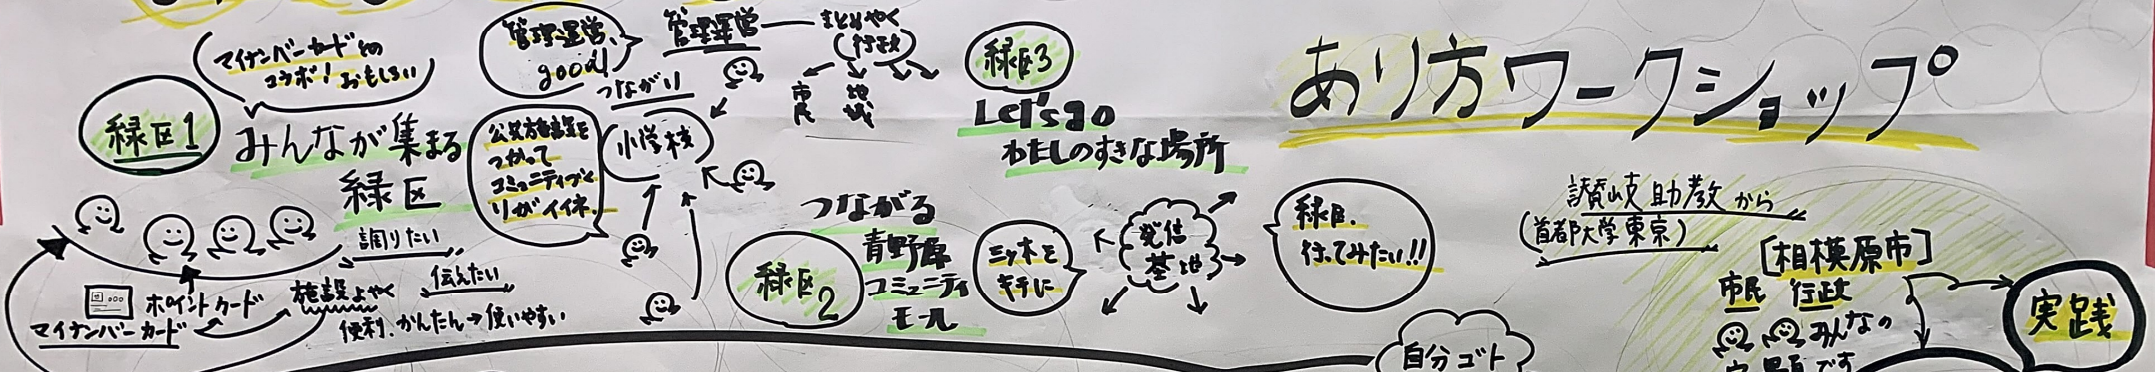 マイナンバーカードとの
コラボ！おもしろい
緑区1
みんなが集まる
緑区
調りたい
伝えたい
ポイントカード
マイナンバーカード
施設よやく
便利、かんたん→使いやすい
管理運営、
good!
管理運営
まとめやく
行政
市民
地域
つながり
公民施設を
つかって
コミュニティづく
りがイイネ。
小学校
緑区2
つながる
青野原
コミュニティ
モール
緑区3
Let's go
わたしのすきな場所
三ヶ木を
キチに
発信
基地
緑区、
行ってみたい!!
自分ゴト
あり方ワークショップ
讃岐助教から
(首都大学東京)
[相模原市]
市民 行政
みんなの
です
実践